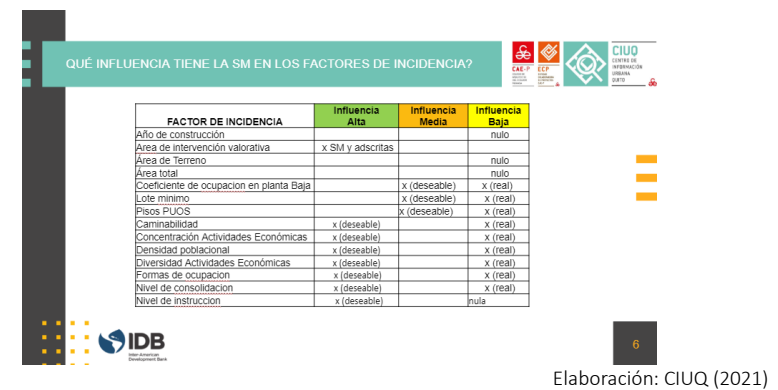 QUÉ INFLUENCIA TIENE LA SM EN LOS FACTORES DE INCIDENCIA?
CAE-P
ECP
CIUQ
CENTRO DE
INFORMACIÓN
URBANA
QUITO
FACTOR DE INCIDENCIA Influencia Alta Influencia Media Influencia Baja
Año de construcción nulo
Area de intervención valorativa x SM y adscritas
Área de Terreno nulo
Área total nulo
Coeficiente de ocupacion en planta Baja x (deseable) x (real)
Lote minimo x (deseable) x (real)
Pisos PUOS x (deseable) x (real)
Caminabilidad x (deseable) x (real)
Concentración Actividades Económicas x (deseable) x (real)
Densidad poblacional x (deseable) x (real)
Diversidad Actividades Económicas x (deseable) x (real)
Formas de ocupacion x (deseable) x (real)
Nivel de consolidacion x (deseable) x (real)
Nivel de instruccion x (deseable) nula
IDB
Inter-American
Development Bank
6
Elaboración: CIUQ (2021)